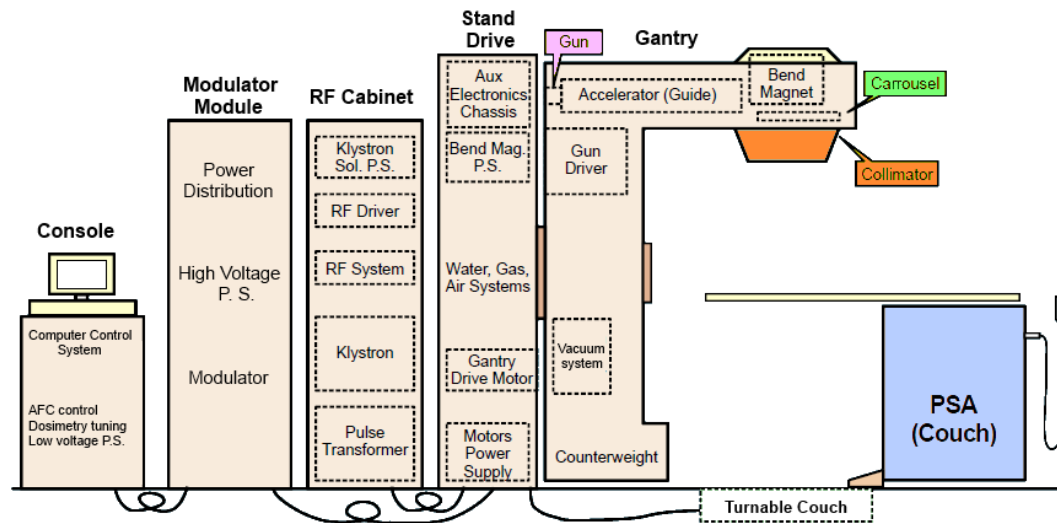 Stand
Drive
Gun
Gantry
Modulator
Module
RF Cabinet
Aux
Electronics
Chassis
Accelerator (Guide)
Bend
Magnet
Carrousel
Klystron
Sol. P.S.
Bend Mag.
P.S.
Gun
Driver
Collimator
Power
Distribution
RF Driver
Console
High Voltage
P. S.
RF System
Water, Gas,
Air Systems
Computer Control
System
Modulator
Klystron
Gantry
Drive Motor
Vacuum
system
AFC control
Dosimetry tuning
Low voltage P.S.
Pulse
Transformer
Motors
Power
Supply
Counterweight
PSA
(Couch)
Turnable Couch